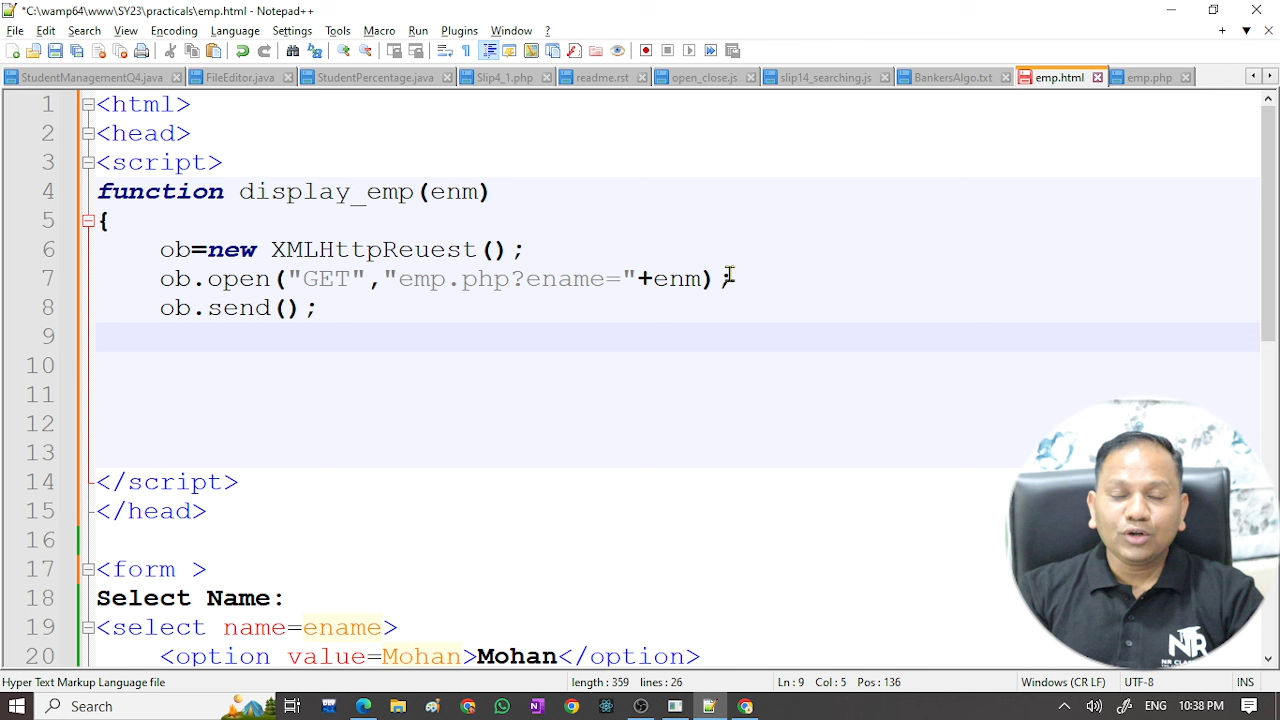 *C:\wamp64\www\SY23\practicals\emp.html - Notepad++
File Edit Search View Encoding Language Settings Tools Macro Run Plugins Window ?
StudentManagementQ4.java FileEditor.java StudentPercentage.java Slip4_1.php readme.rst open_close.js slip14_searching.js BankersAlgo.txt emp.html emp.php
1 <html>
2 <head>
3 <script>
4 function display_emp(enm)
5 {
6 ob=new XMLHttpReuest();
7 ob.open("GET","emp.php?ename="+enm);
8 ob.send();
9
10
11
12
13
14 </script>
15 </head>
16
17 <form >
18 Select Name:
19 <select name=ename>
20 <option value=Mohan>Mohan</option>
NR CLAS
Hyper Text Markup Language file length : 359 lines : 26 Ln : 9 Col : 5 Pos : 136 Windows (CR LF) UTF-8 INS
Search ENG 10:38 PM